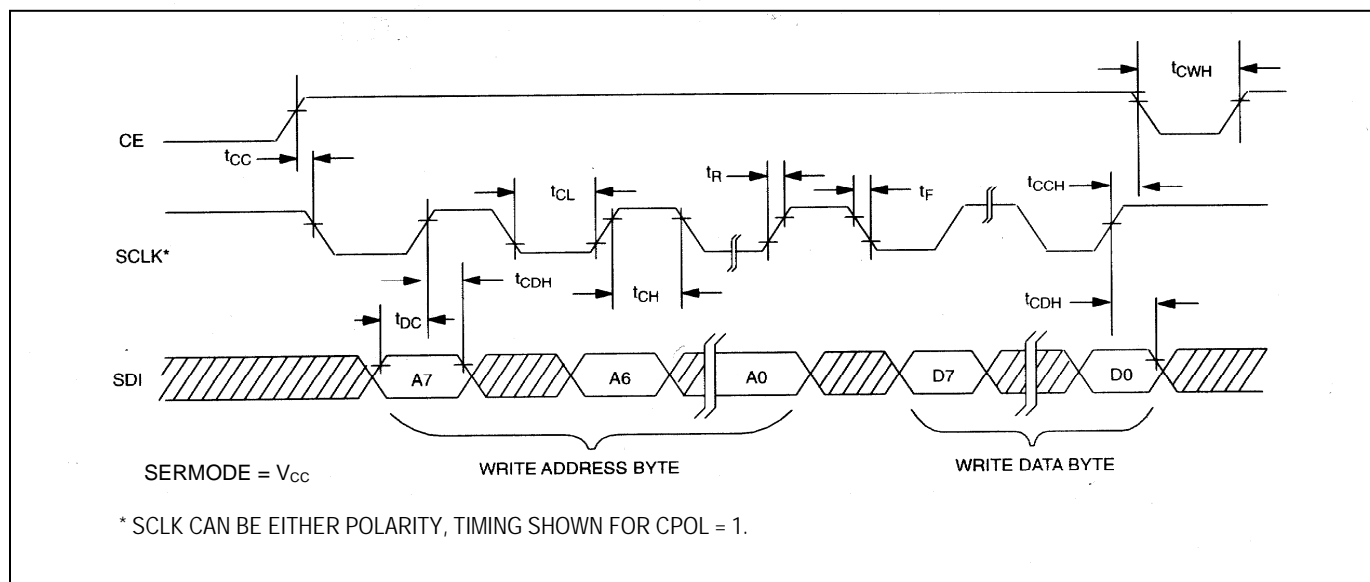 tCWH
CE
tCC
tCL
tR
tF
tCCH
SCLK*
tCDH
tCH
tCDH
tDC
SDI
A7
A6
A0
D7
D0
WRITE ADDRESS BYTE
WRITE DATA BYTE
SERMODE = VCC
* SCLK CAN BE EITHER POLARITY, TIMING SHOWN FOR CPOL = 1.